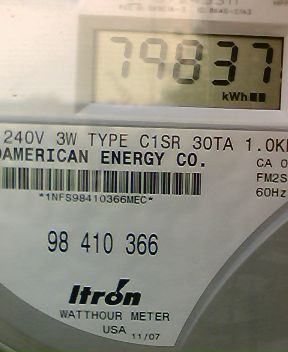 79837
kWh
240V 3W TYPE C1SR 30TA 1.0K
DAMERICAN ENERGY CO.
CA 0
FM2S
60Hz
*1NFS98410366MEC*
98 410 366
Itron
WATTHOUR METER
USA 11/07